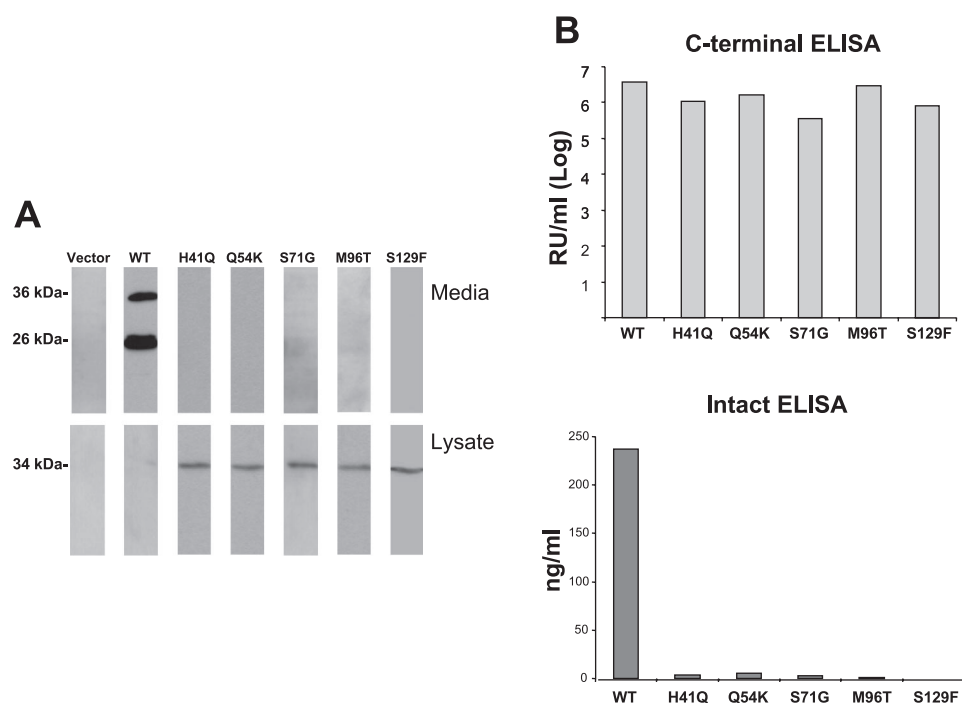 A
Vector WT H41Q Q54K S71G M96T S129F
36 kDa-
Media
26 kDa-
Lysate
34 kDa-
B
C-terminal ELISA
RU/ml (Log)
7
6
5
4
3
2
1
WT H41Q Q54K S71G M96T S129F
Intact ELISA
ng/ml
250
200
150
100
50
0
WT H41Q Q54K S71G M96T S129F